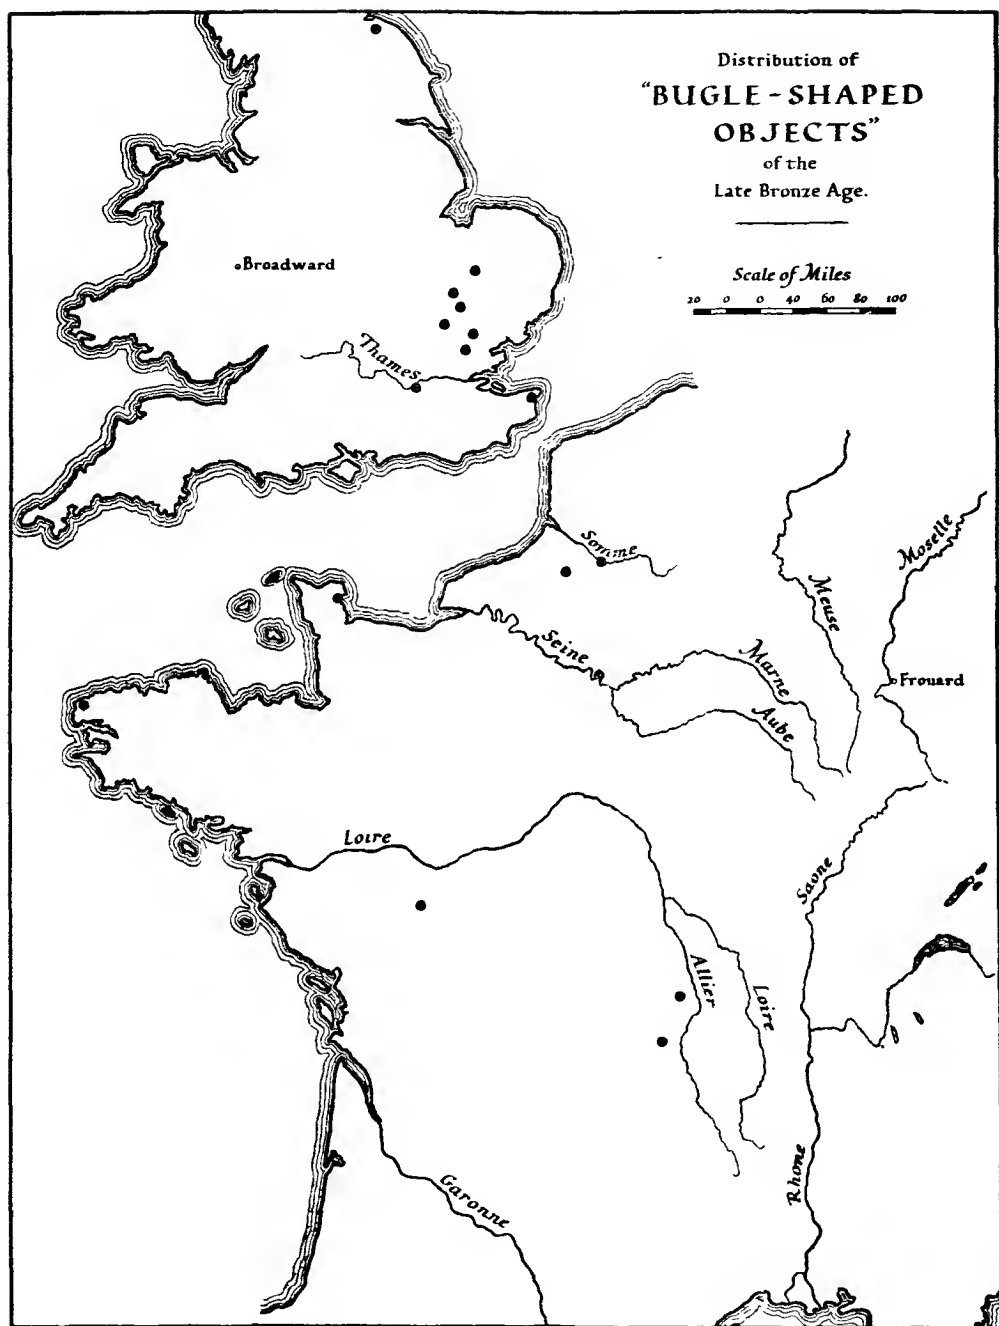 Distribution of
"BUGLE-SHAPED
OBJECTS"
of the
Late Bronze Age.
Scale of Miles
20 0 0 40 60 80 100
Broadward
Thames
Somme
Moselle
Meuse
Seine
Marne
Frouard
Aube
Loire
Saone
Allier
Loire
Rhone
Garonne